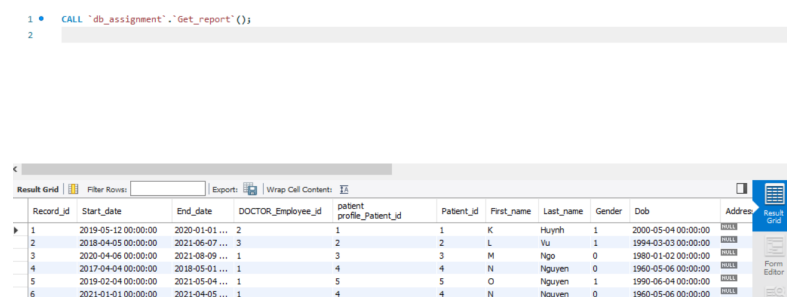 1 CALL `db_assignment`.`Get_report`();
2
Result Grid Filter Rows: Export: Wrap Cell Content:
Record_id Start_date End_date DOCTOR_Employee_id patient profile_Patient_id Patient_id First_name Last_name Gender Dob Addres
1 2019-05-12 00:00:00 2020-01-01 ... 2 1 1 K Huynh 1 2000-05-04 00:00:00 NULL
2 2018-04-05 00:00:00 2021-06-07 ... 3 2 2 L Vu 1 1994-03-03 00:00:00 NULL
3 2020-04-06 00:00:00 2021-08-09 ... 1 3 3 M Ngo 0 1980-01-02 00:00:00 NULL
4 2017-04-04 00:00:00 2018-05-01 ... 1 4 4 N Nguyen 0 1960-05-06 00:00:00 NULL
5 2019-02-04 00:00:00 2021-05-04 ... 1 5 5 O Nguyen 1 1990-06-04 00:00:00 NULL
6 2021-01-01 00:00:00 2021-04-05 ... 1 4 4 N Nguyen 0 1960-05-06 00:00:00 NULL
Result
Grid
Form
Editor